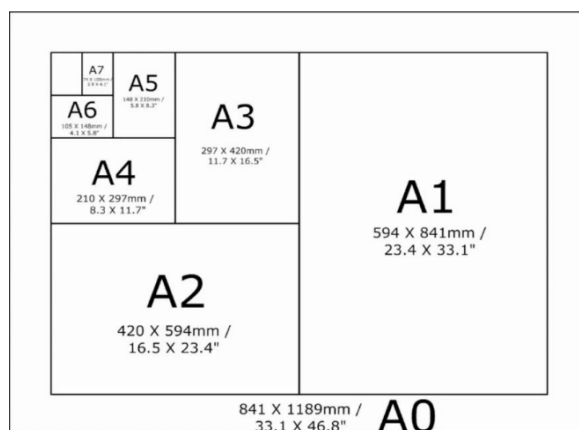 A7
A5
148 X 210mm /
5.8 X 8.3"
A6
105 X 148mm /
4.1 X 5.8"
A3
297 X 420mm /
11.7 X 16.5"
A4
210 X 297mm /
8.3 X 11.7"
A1
594 X 841mm /
23.4 X 33.1"
A2
420 X 594mm /
16.5 X 23.4"
841 X 1189mm /
33.1 X 46.8"
A0